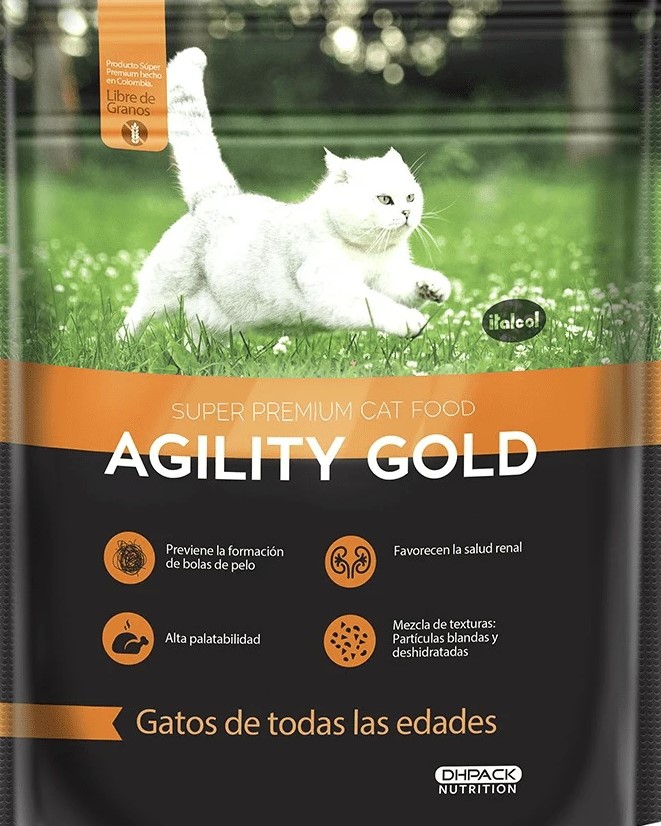 Producto Súper
Premium hecho
en Colombia.
Libre de
Granos
italcol
SUPER PREMIUM CAT FOOD
AGILITY GOLD
Previene la formación
de bolas de pelo
Favorecen la salud renal
Alta palatabilidad
Mezcla de texturas:
Partículas blandas y
deshidratadas
Gatos de todas las edades
DHPACK
NUTRITION